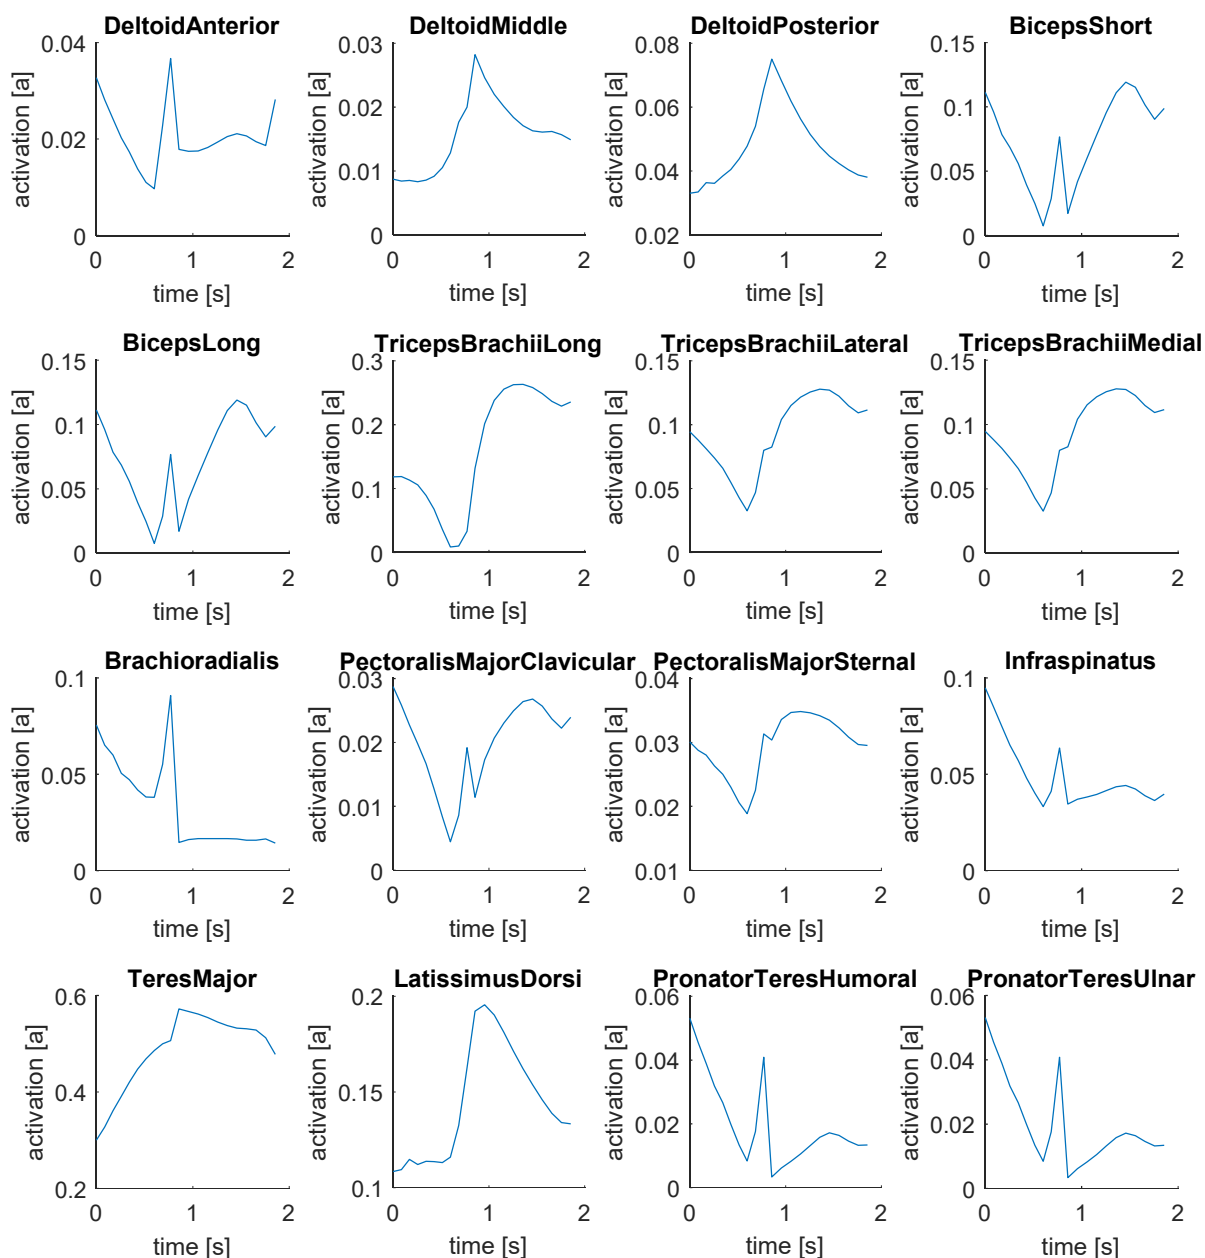 DeltoidAnterior
activation [a]
0.04
0.02
0
0
1
2
time [s]
DeltoidMiddle
activation [a]
0.03
0.02
0.01
0
0
1
2
time [s]
DeltoidPosterior
activation [a]
0.08
0.06
0.04
0.02
0
1
2
time [s]
BicepsShort
activation [a]
0.15
0.1
0.05
0
0
1
2
time [s]
BicepsLong
activation [a]
0.15
0.1
0.05
0
0
1
2
time [s]
TricepsBrachiiLong
activation [a]
0.3
0.2
0.1
0
0
1
2
time [s]
TricepsBrachiiLateral
activation [a]
0.15
0.1
0.05
0
0
1
2
time [s]
TricepsBrachiiMedial
activation [a]
0.15
0.1
0.05
0
0
1
2
time [s]
Brachioradialis
activation [a]
0.1
0.05
0
0
1
2
time [s]
PectoralisMajorClavicular
activation [a]
0.03
0.02
0.01
0
0
1
2
time [s]
PectoralisMajorSternal
activation [a]
0.04
0.03
0.02
0.01
0
1
2
time [s]
Infraspinatus
activation [a]
0.1
0.05
0
0
1
2
time [s]
TeresMajor
activation [a]
0.6
0.4
0.2
0
1
2
time [s]
LatissimusDorsi
activation [a]
0.2
0.15
0.1
0
1
2
time [s]
PronatorTeresHumoral
activation [a]
0.06
0.04
0.02
0
0
1
2
time [s]
PronatorTeresUlnar
activation [a]
0.06
0.04
0.02
0
0
1
2
time [s]